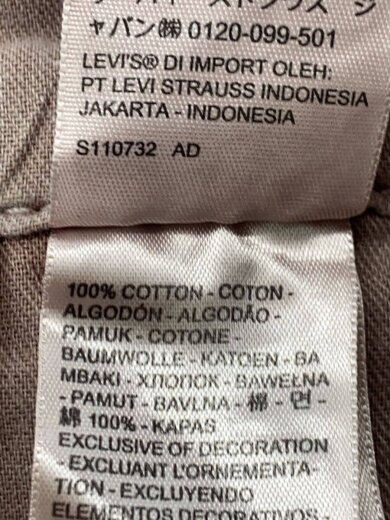 ャパン㈱ 0120-099-501
LEVI'S® DI IMPORT OLEH:
PT LEVI STRAUSS INDONESIA
JAKARTA - INDONESIA
S110732 AD
100% COTTON - COTON -
ALGODÓN - ALGODÃO -
PAMUK - COTONE -
BAUMWOLLE - KATOEN - BA
MBAKI - ХЛОПОК - BAWEŁNA
- PAMUT - BAVLNA - 棉 - 면 -
綿 100% - KAPAS
EXCLUSIVE OF DECORATION
- EXCLUANT L'ORNEMENTA-
TION - EXCLUYENDO
ELEMENTOS DECORATIVOS -